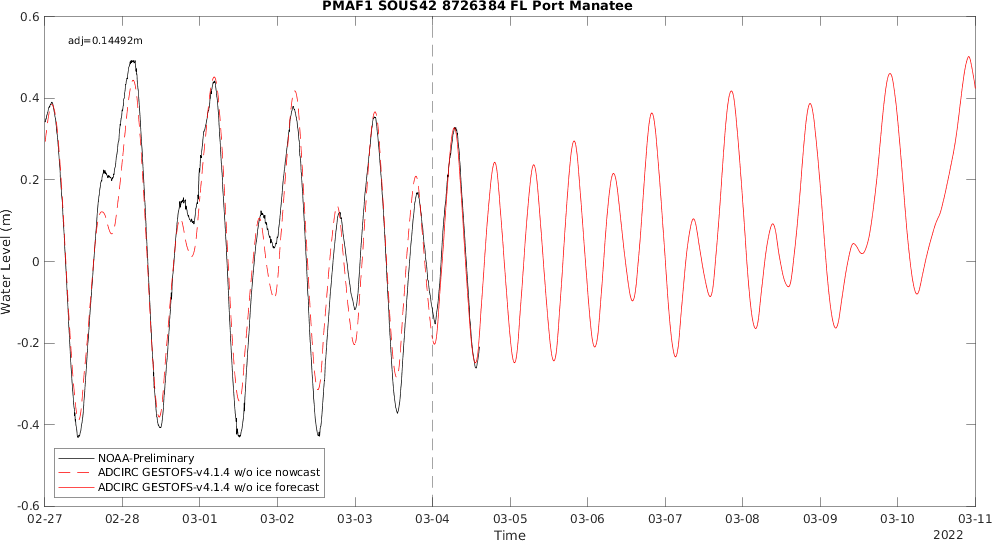 PMAF1 SOUS42 8726384 FL Port Manatee
adj=0.14492m
Water Level (m)
0.6
0.4
0.2
0
-0.2
-0.4
-0.6
NOAA-Preliminary
ADCIRC GESTOFS-v4.1.4 w/o ice nowcast
ADCIRC GESTOFS-v4.1.4 w/o ice forecast
02-27 02-28 03-01 03-02 03-03 03-04 03-05 03-06 03-07 03-08 03-09 03-10 03-11
Time
2022